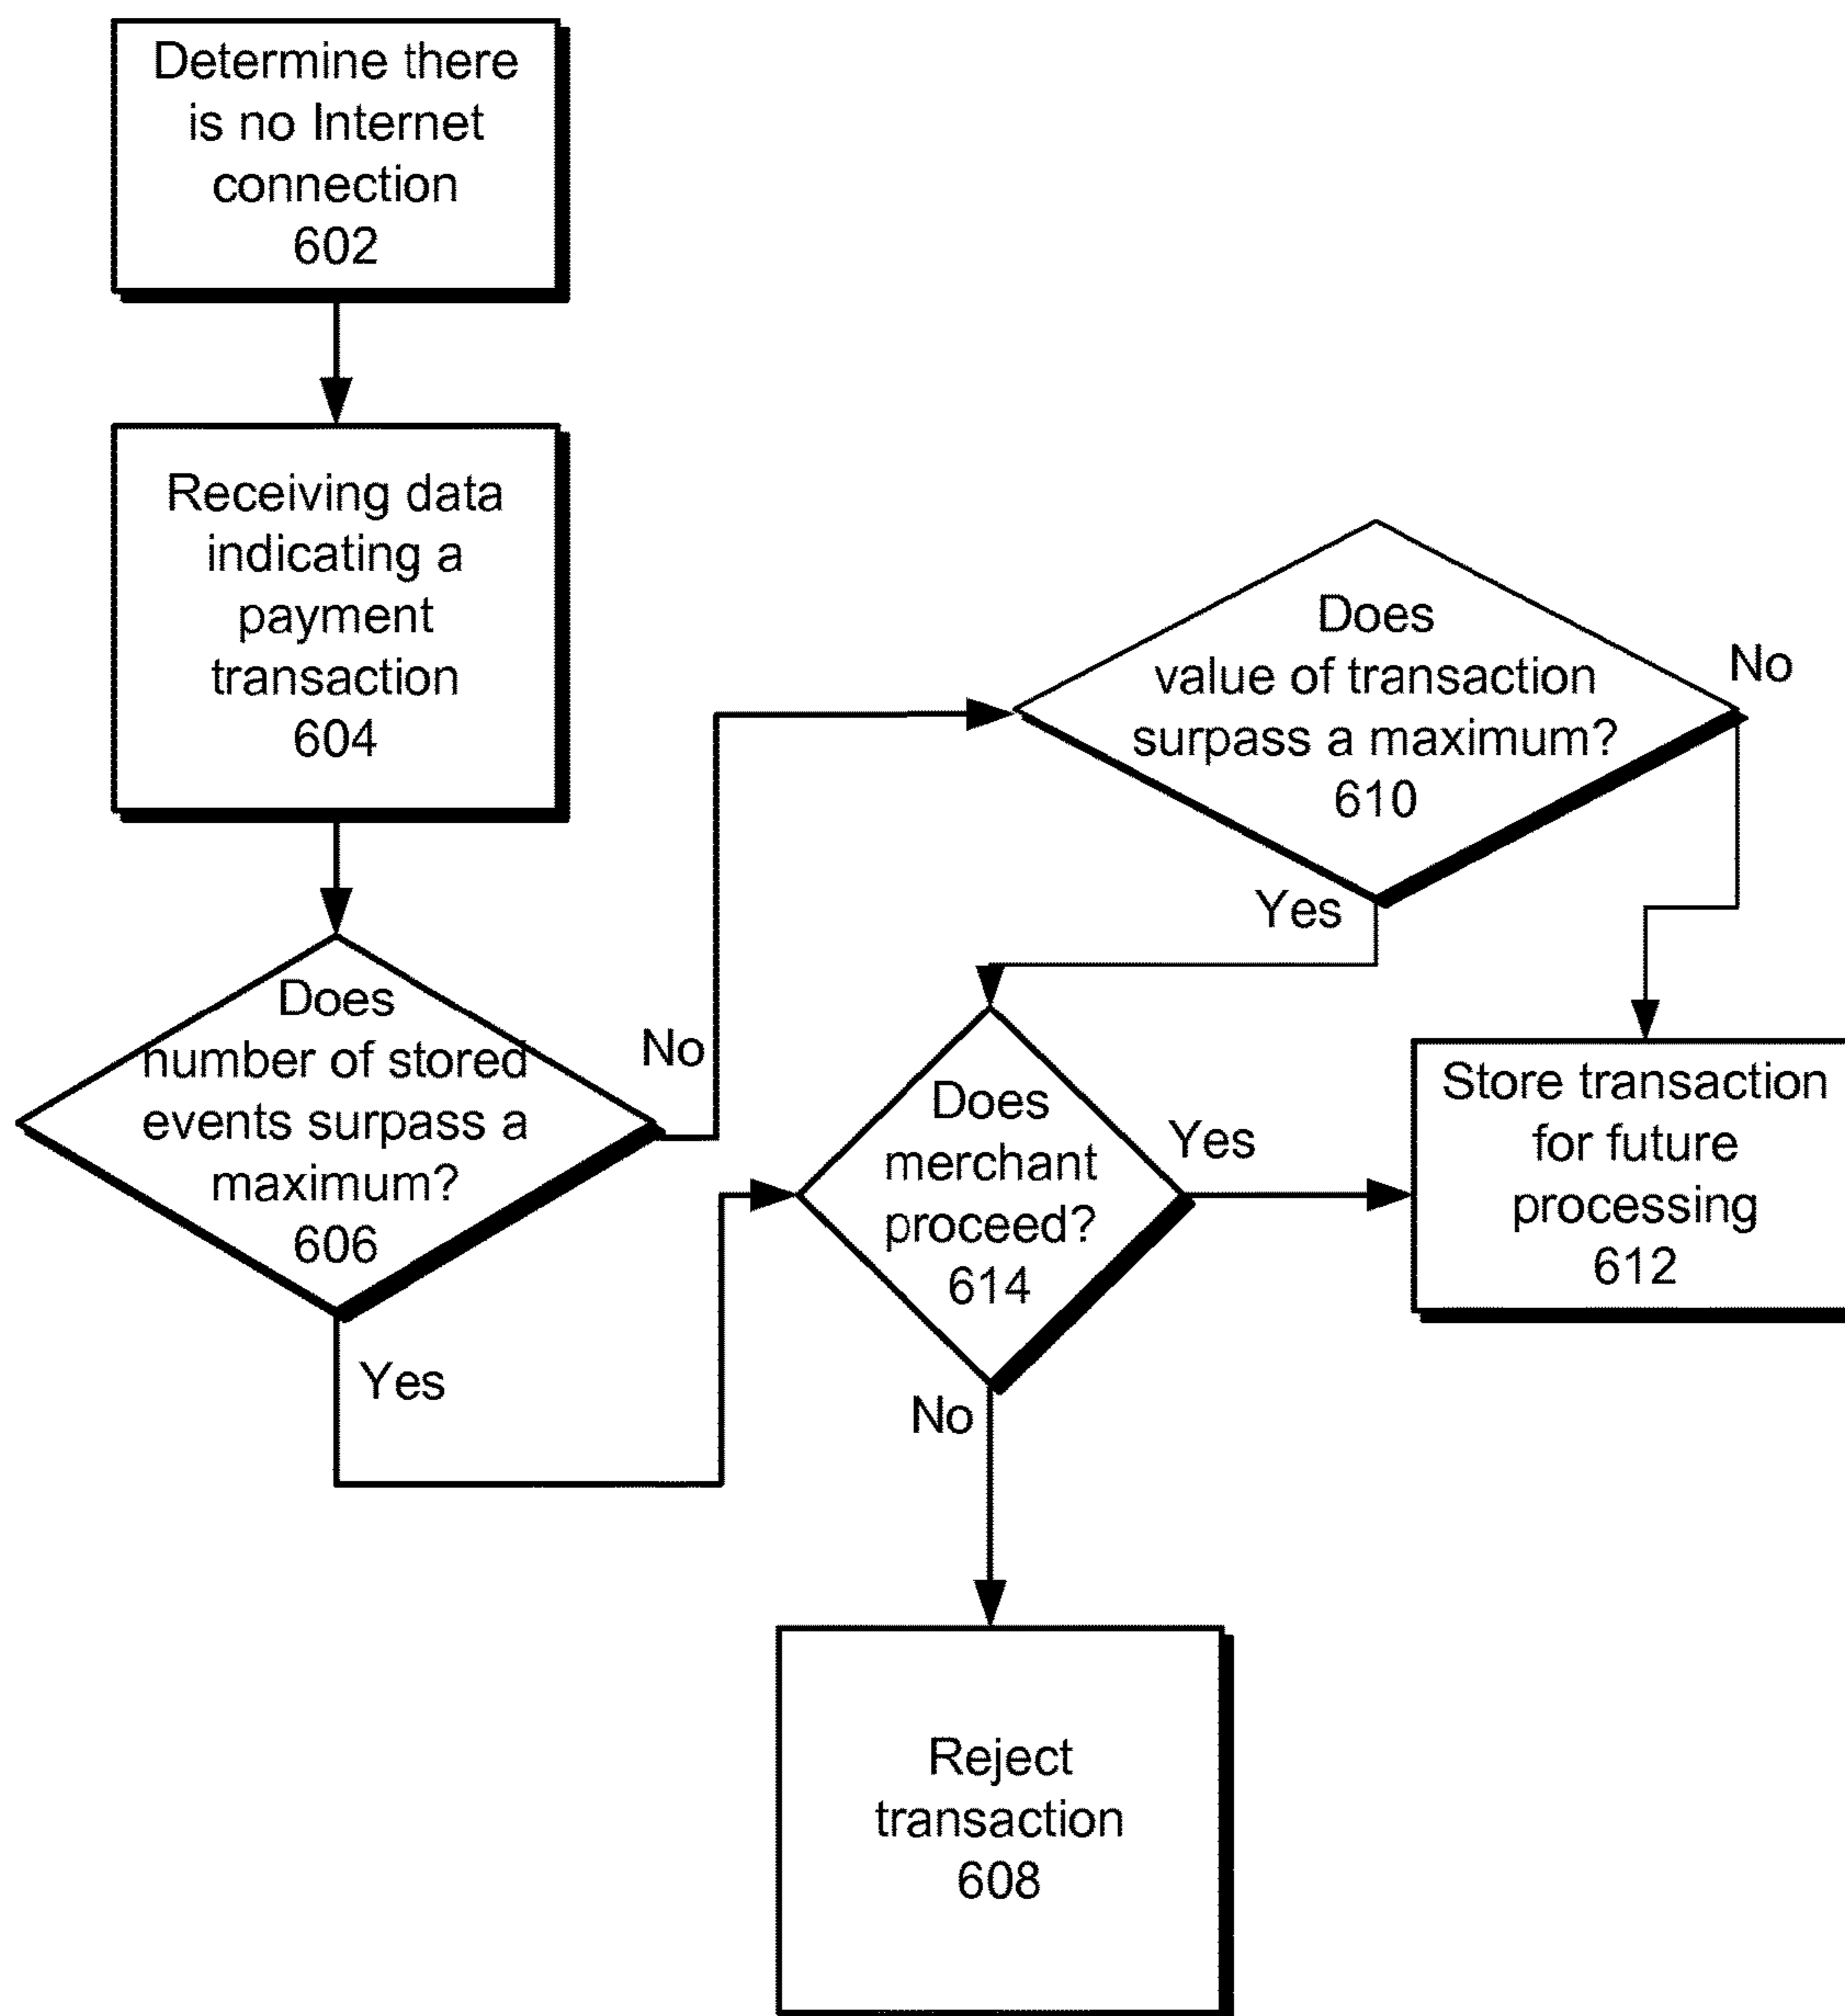 Determine there
is no Internet
connection
602
Receiving data
indicating a
payment
transaction
604
Does
number of stored
events surpass a
maximum?
606
No
Yes
Does
value of transaction
surpass a maximum?
610
No
Yes
Does
merchant
proceed?
614
Yes
No
Store transaction
for future
processing
612
Reject
transaction
608